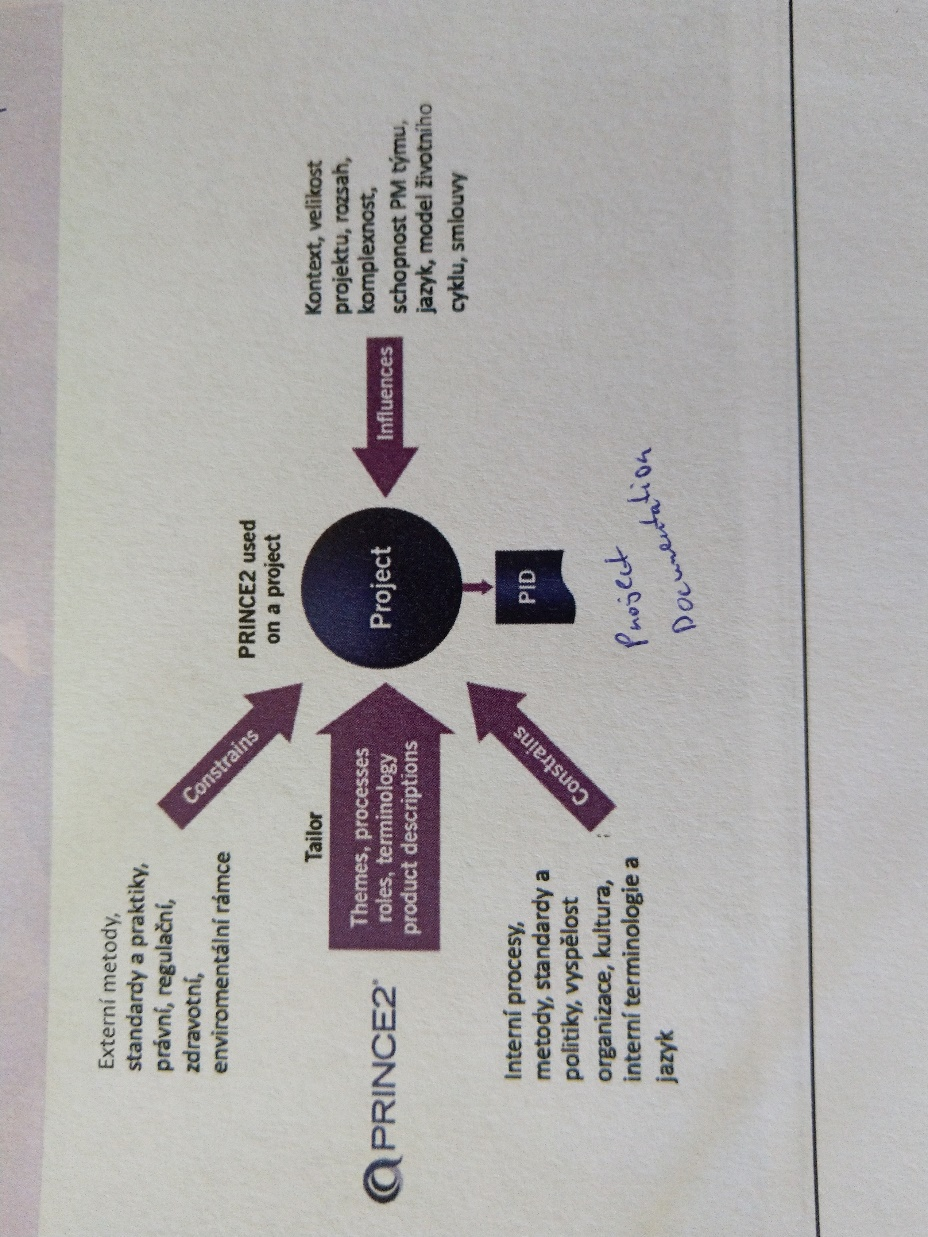 Externí metody,
standardy a praktiky,
právní, regulační,
zdravotní,
enviromentální rámce
Constrains
PRINCE2 used
on a project
Tailor
PRINCE2®
Themes, processes
roles, terminology
product descriptions
Project
Influences
Kontext, velikost
projektu, rozsah,
komplexnost,
schopnost PM týmu,
jazyk, model životního
cyklu, smlouvy
PID
Constrains
Interní procesy,
metody, standardy a
politiky, vyspělost
organizace, kultura,
interní terminologie a
jazyk
Project
Documentation